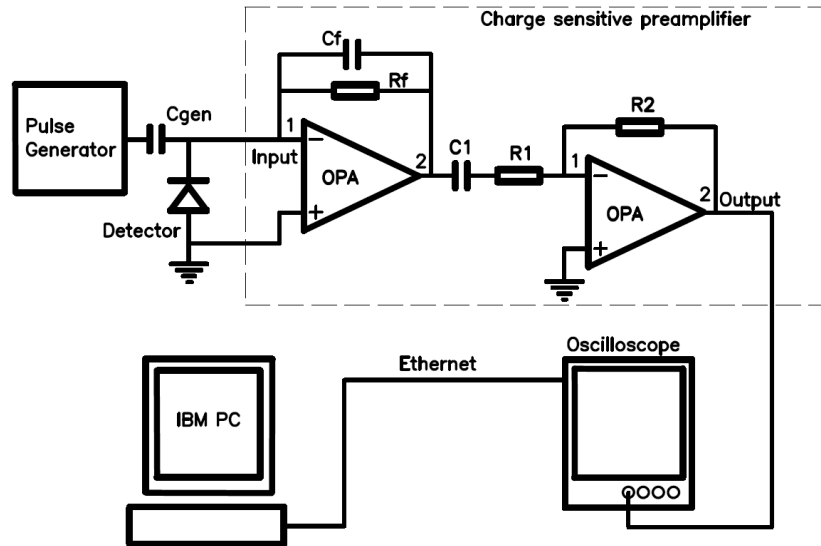 Charge sensitive preamplifier
Cf
Rf
Pulse
Generator
Cgen
1
Input
OPA
2
C1
R1
R2
1
OPA
2
Output
Detector
Oscilloscope
Ethernet
IBM PC